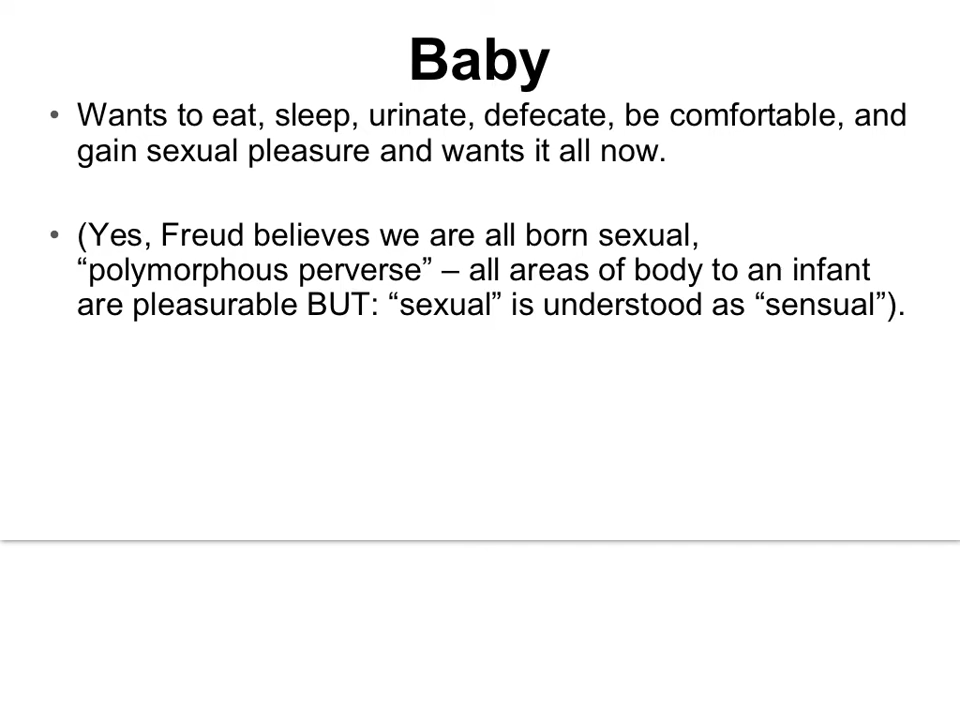 Baby
• Wants to eat, sleep, urinate, defecate, be comfortable, and
gain sexual pleasure and wants it all now.
• (Yes, Freud believes we are all born sexual,
“polymorphous perverse” – all areas of body to an infant
are pleasurable BUT: “sexual” is understood as “sensual”).